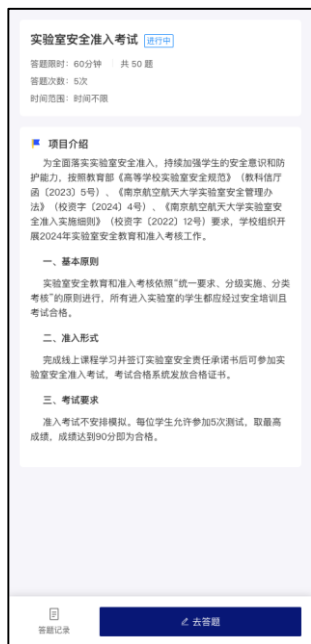 实验室安全准入考试 进行中
答题限时：60分钟 共 50 题
答题次数：5次
时间范围：时间不限
项目介绍
为全面落实实验室安全准入、持续加强学生的安全意识和防
护能力，按照教育部《高等学校实验室安全规范》（教科信厅
函〔2023〕5号）、《南京航空航天大学实验室安全管理办
法》（校资字〔2024〕4号）、《南京航空航天大学实验室安
全准入实施细则》（校资字〔2022〕12号）要求，学校组织开
展2024年实验室安全教育和准入考核工作。
一、基本原则
实验室安全教育和准入考核依照“统一要求、分级实施、分类
考核”的原则进行，所有进入实验室的学生都应经过安全培训且
考试合格。
二、准入形式
完成线上课程学习并签订实验室安全责任承诺书后可参加实
验室安全准入考试，考试合格系统发放合格证书。
三、考试要求
准入考试不安排模拟。每位学生允许参加5次测试，取最高
成绩，成绩达到90分即为合格。
答题记录
去答题